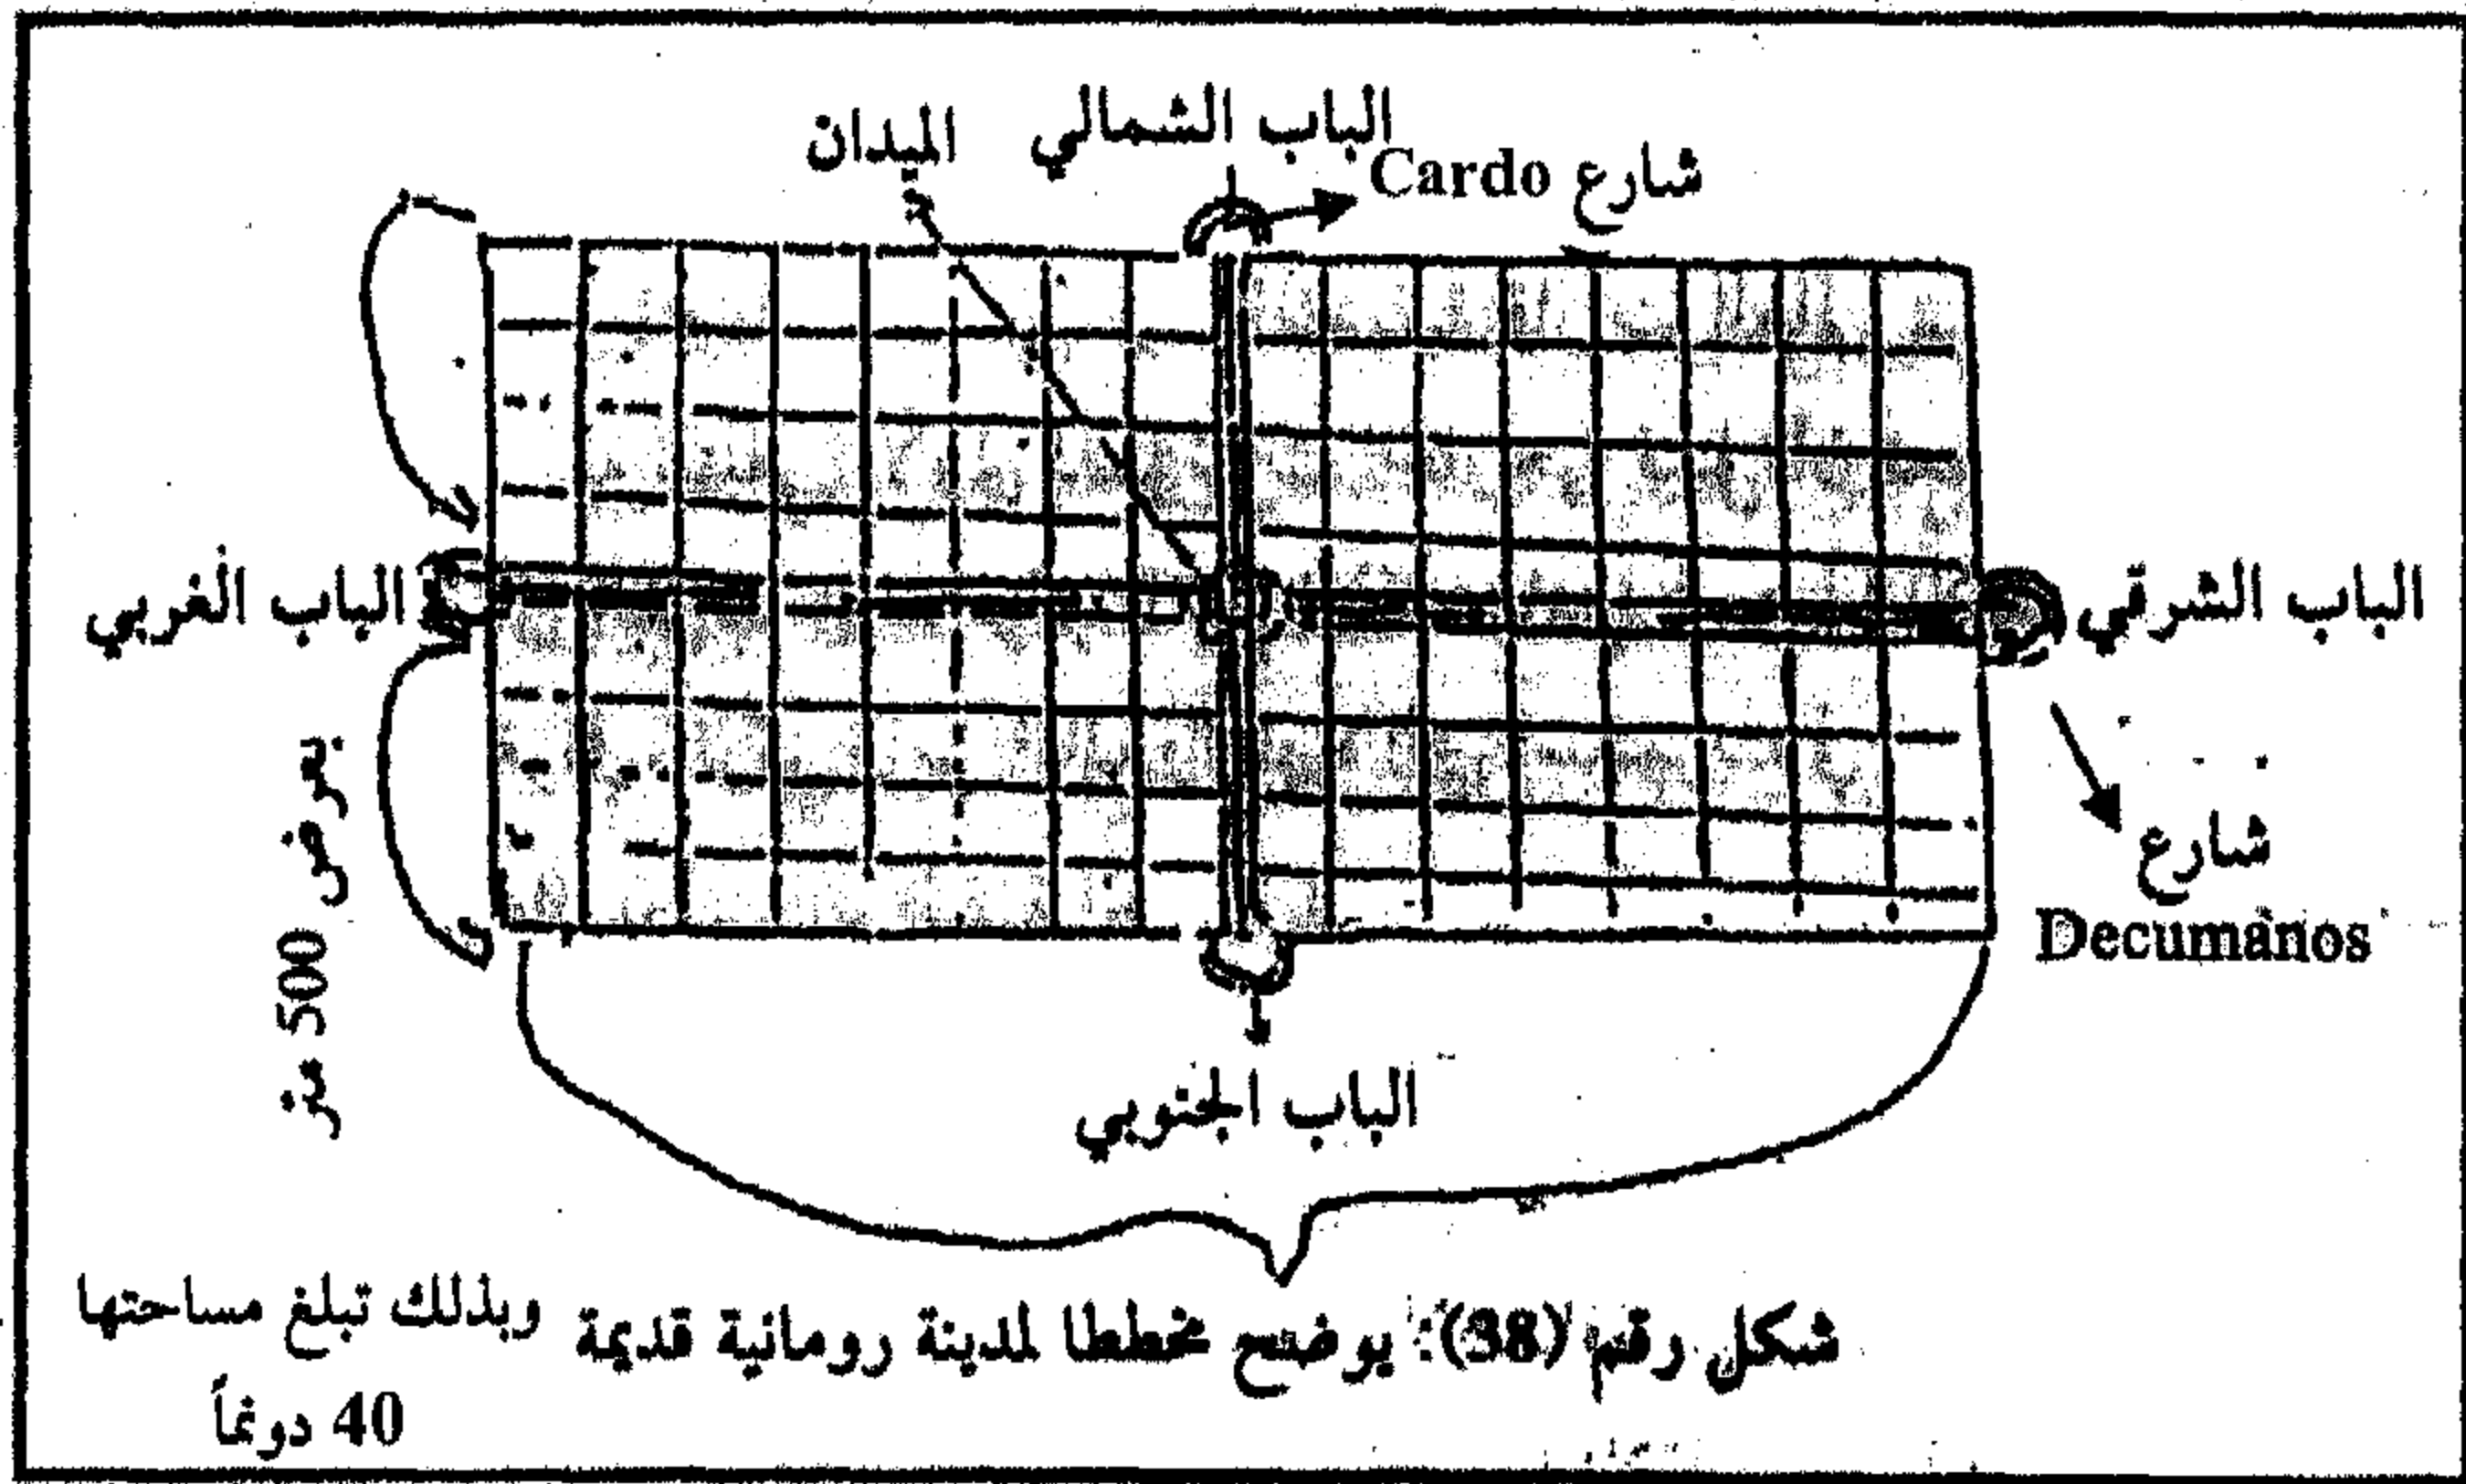 الباب الشمالي
الميدان
شارع Cardo
الباب الغربي
الباب الشرقي
شارع
Decumanos
بعرض 500 متر
الباب الجنوبي
شكل رقم (38): يوضح مخططا لمدينة رومانية قديمة
وبذلك تبلغ مساحتها
40 دونماً